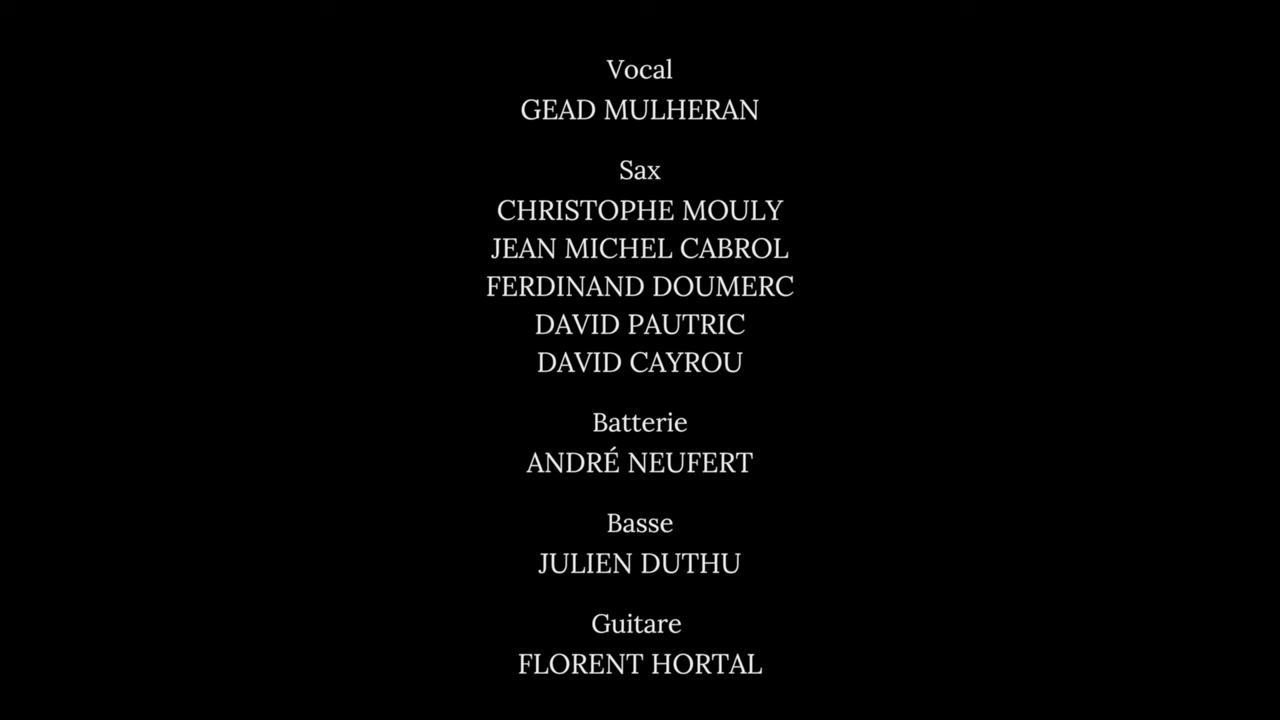 Vocal
GEAD MULHERAN
Sax
CHRISTOPHE MOULY
JEAN MICHEL CABROL
FERDINAND DOUMERC
DAVID PAUTRIC
DAVID CAYROU
Batterie
ANDRÉ NEUFERT
Basse
JULIEN DUTHU
Guitare
FLORENT HORTAL